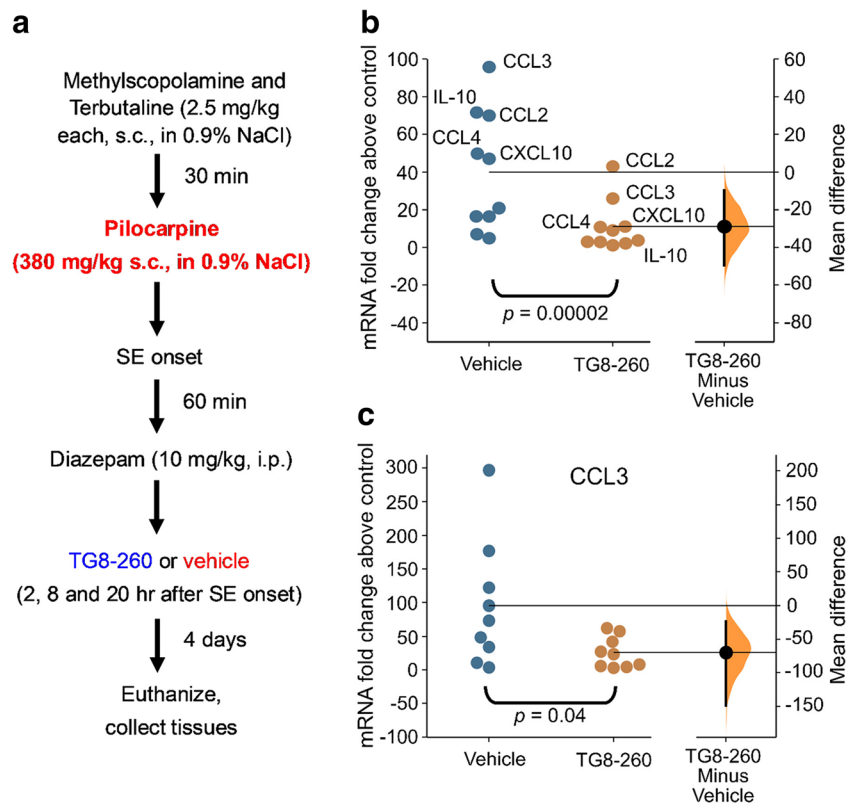 a
Methylscopolamine and
Terbutaline (2.5 mg/kg
each, s.c., in 0.9% NaCl)
30 min
Pilocarpine
(380 mg/kg s.c., in 0.9% NaCl)
SE onset
60 min
Diazepam (10 mg/kg, i.p.)
TG8-260 or vehicle
(2, 8 and 20 hr after SE onset)
4 days
Euthanize,
collect tissues
b
mRNA fold change above control
100
80
60
40
20
0
-20
-40
CCL3
IL-10
CCL2
CCL4
CXCL10
CCL2
CCL3
CCL4
CXCL10
IL-10
p = 0.00002
60
40
20
0
-20
-40
-60
-80
Mean difference
Vehicle
TG8-260
TG8-260
Minus
Vehicle
c
mRNA fold change above control
300
250
200
150
100
50
0
-50
-100
CCL3
p = 0.04
200
150
100
50
0
-50
-100
-150
Mean difference
Vehicle
TG8-260
TG8-260
Minus
Vehicle